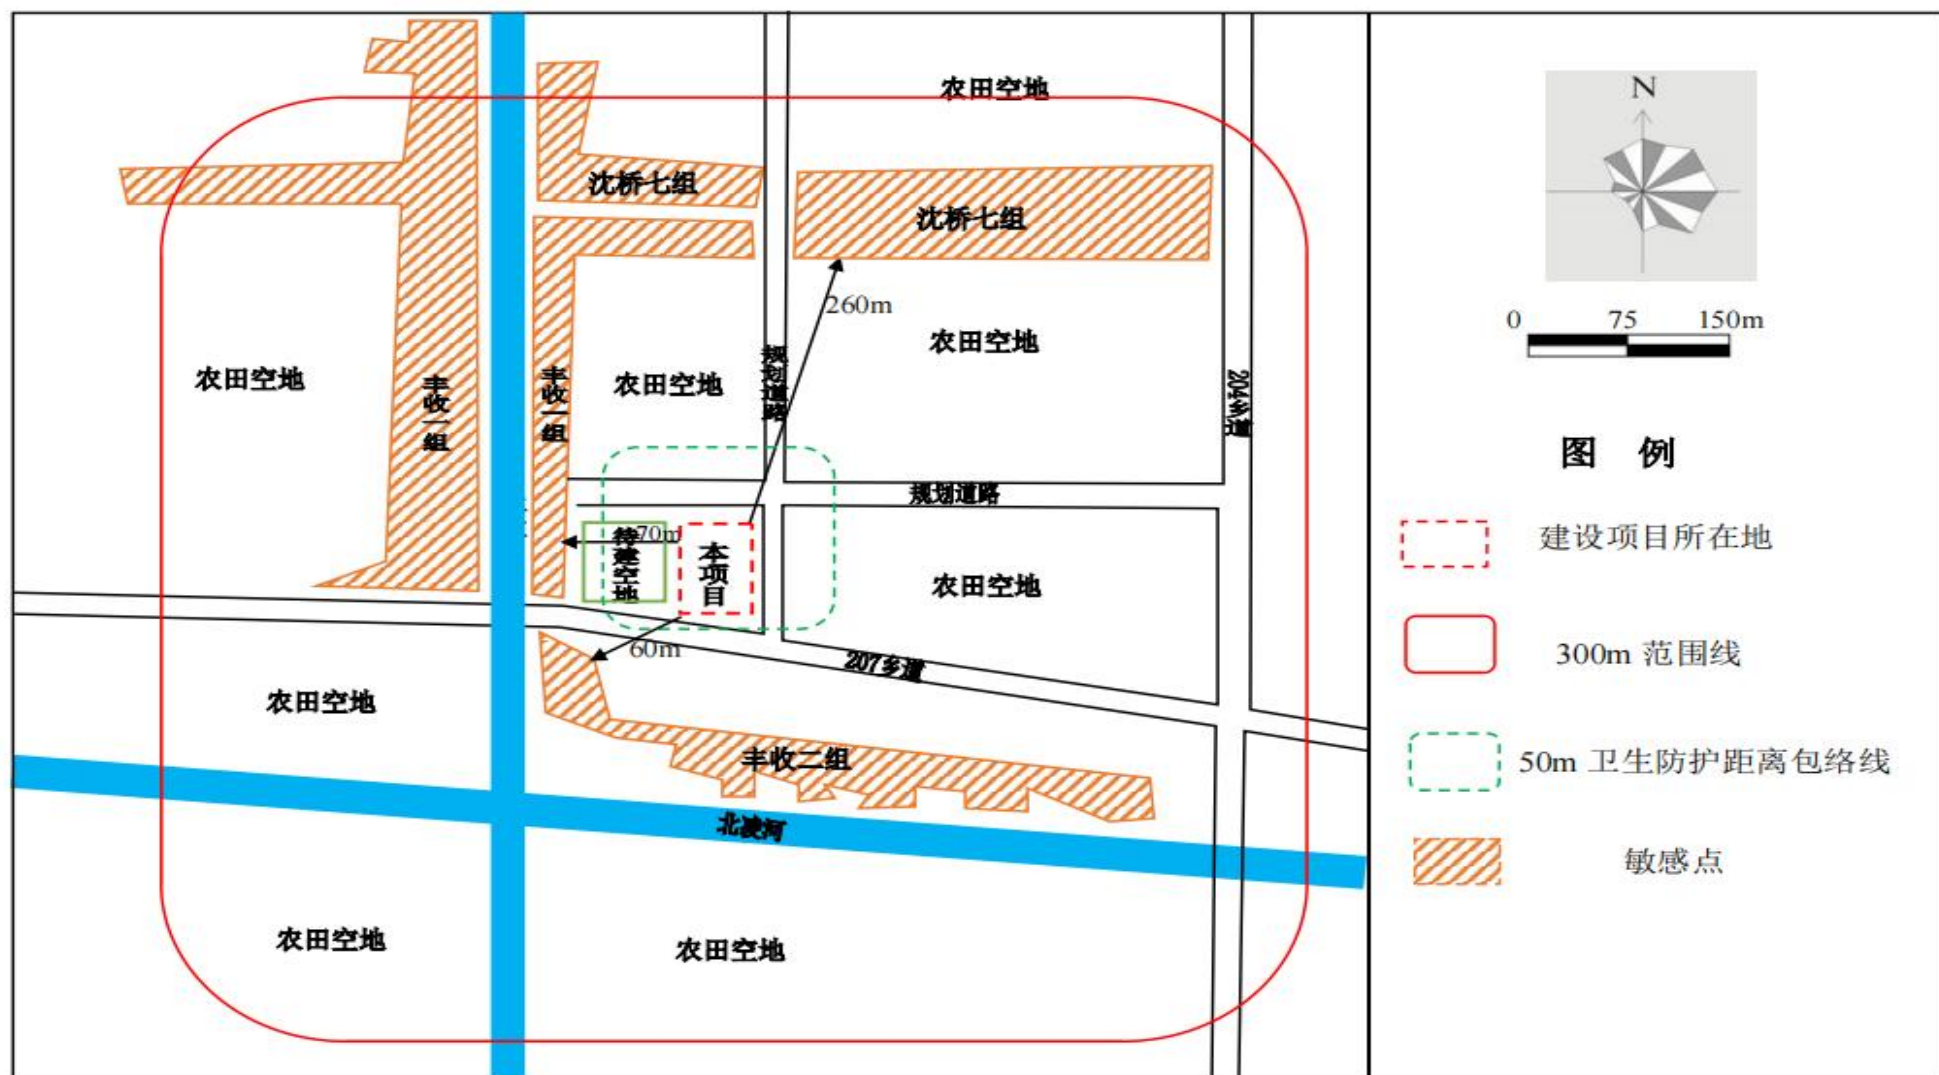 农田空地
N
沈桥七组
沈桥七组
260m
0 75 150m
农田空地
农田空地
农田空地
规划道路
丰收一组
丰收一组
204乡道
图 例
规划道路
建设项目所在地
70m
待建空地
本项目
农田空地
300m 范围线
60m
207乡道
农田空地
丰收二组
50m 卫生防护距离包络线
北凌河
敏感点
农田空地
农田空地